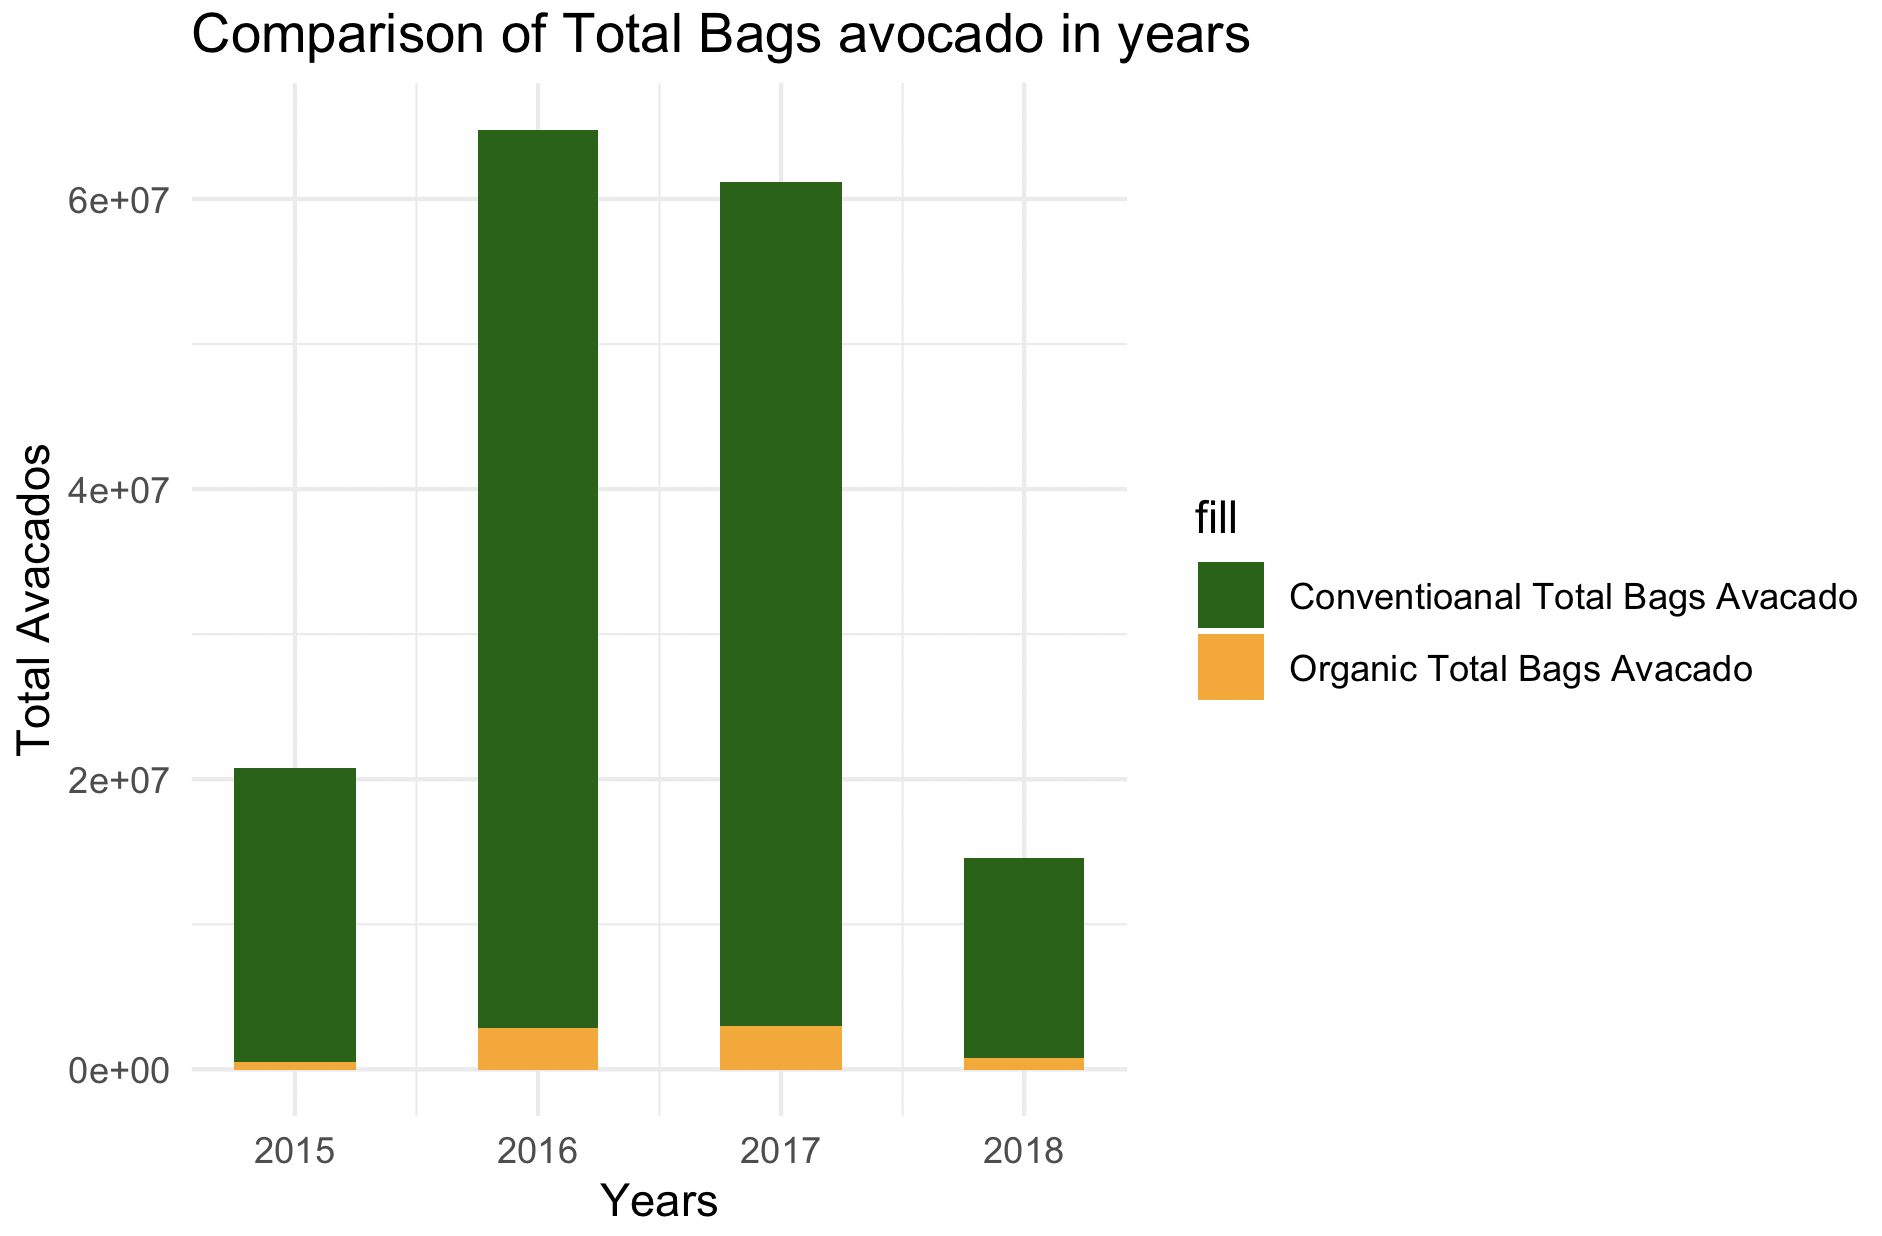 Comparison of Total Bags avocado in years
Total Avacados
6e+07
4e+07
2e+07
0e+00
2015
2016
2017
2018
Years
fill
Conventioanal Total Bags Avacado
Organic Total Bags Avacado